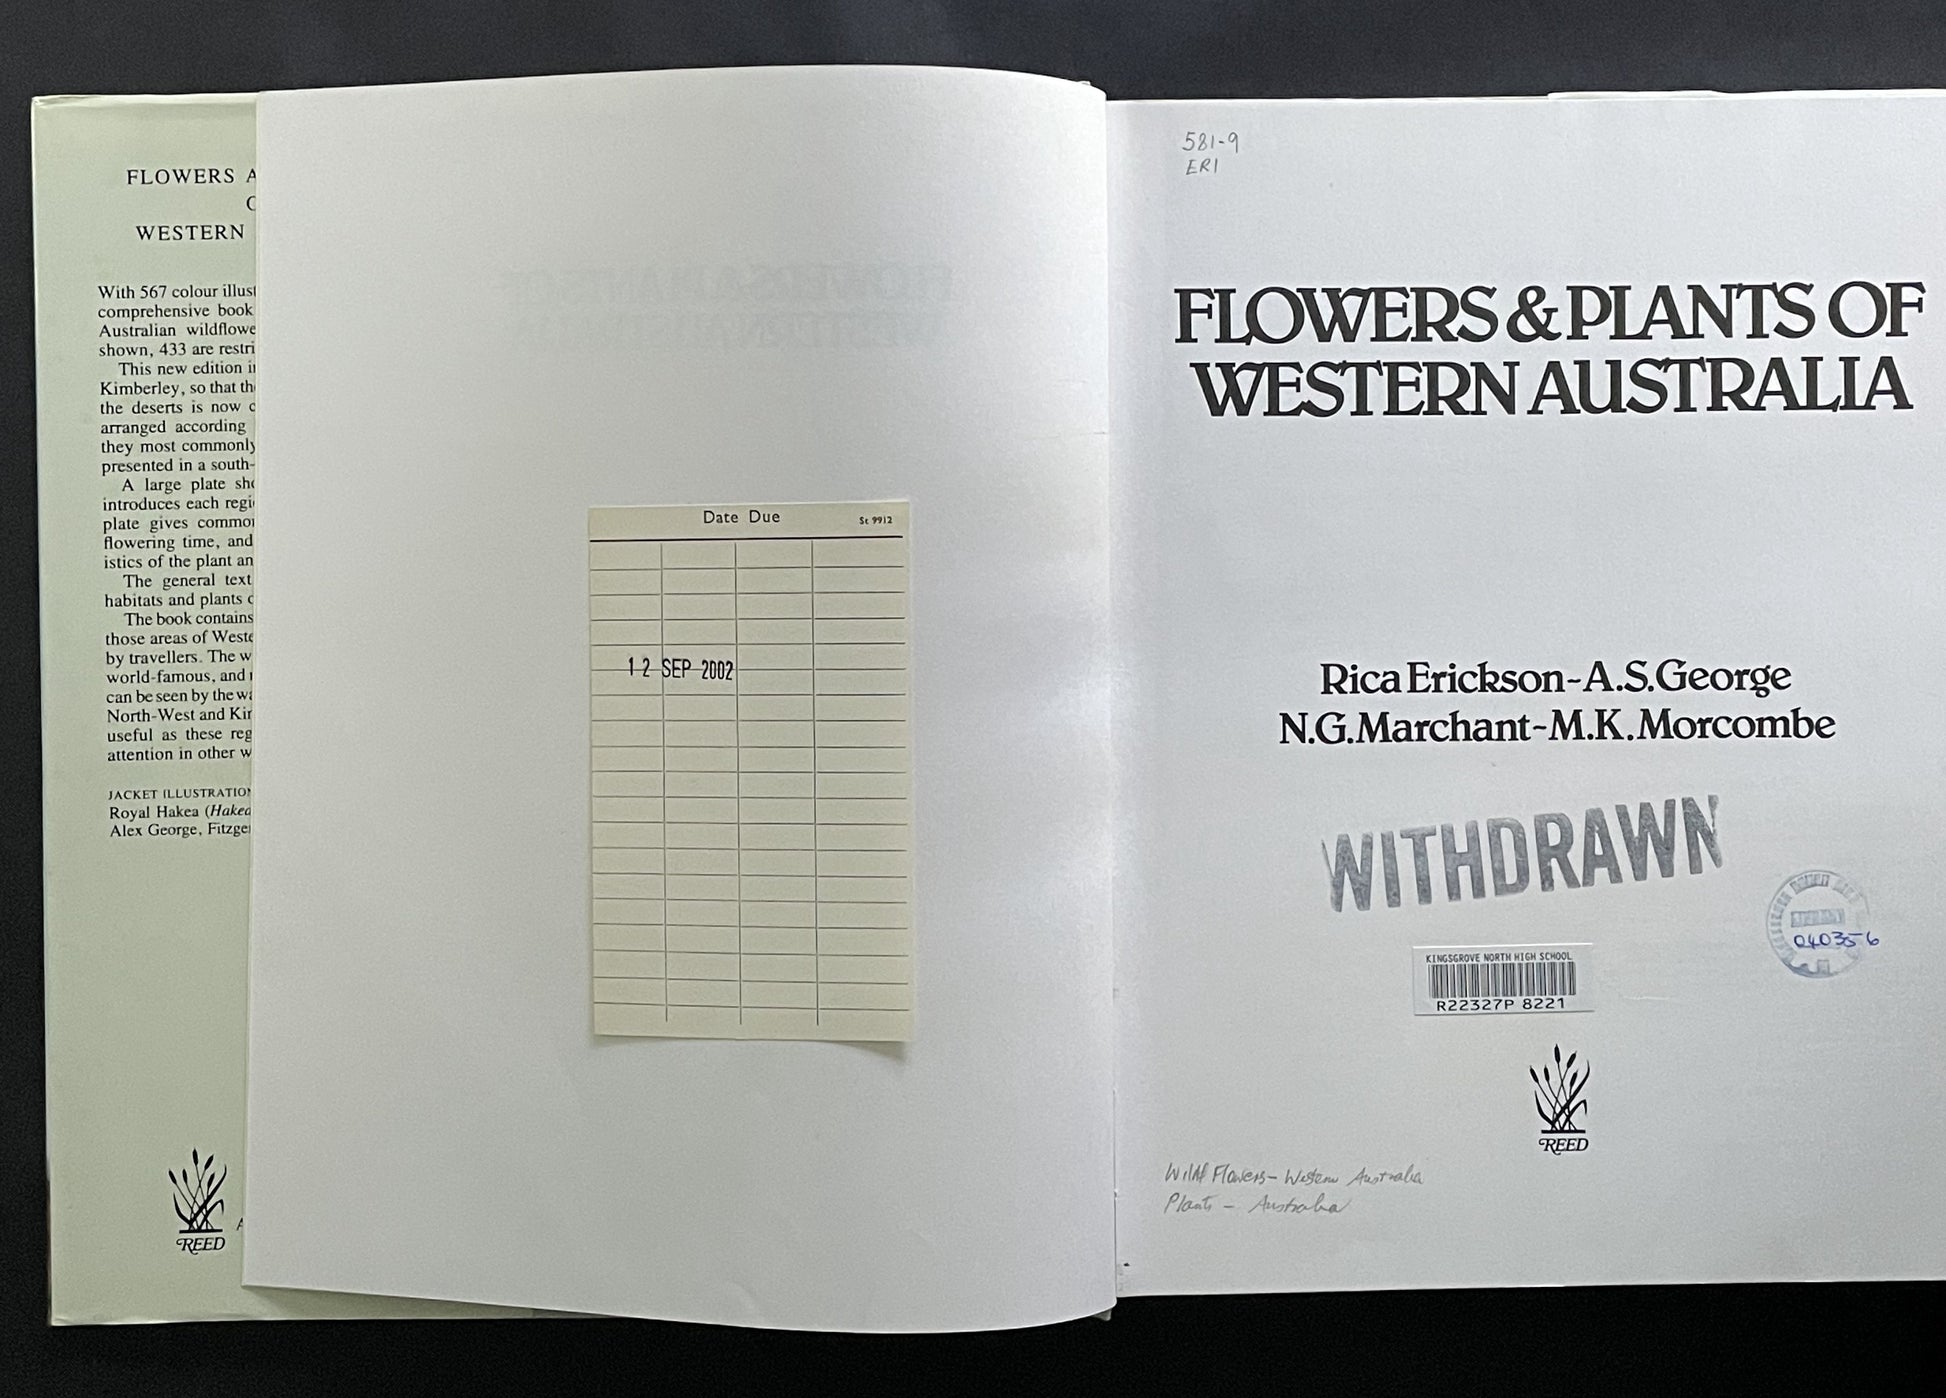 FLOWERS A
WESTERN
With 567 colour illust
comprehensive book
Australian wildflowe
shown, 433 are restri
This new edition i
Kimberley, so that th
the deserts is now c
arranged according
they most commonly
presented in a south-
A large plate sho
introduces each regi
plate gives common
flowering time, and
istics of the plant an
The general text
habitats and plants c
The book contains
those areas of Weste
by travellers. The w
world-famous, and
can be seen by the wa
North-West and Kim
useful as these reg
attention in other w
JACKET ILLUSTRATION
Royal Hakea (Hakea
Alex George, Fitzger
REED
Date Due
St 9912
12 SEP 2002
581-9
ERI
FLOWERS & PLANTS OF
WESTERN AUSTRALIA
Rica Erickson-A.S.George
N.G.Marchant-M.K.Morcombe
WITHDRAWN
LIBRARY
040356
KINGSGROVE NORTH HIGH SCHOOL
R22327P 8221
REED
Wild Flowers - Western Australia
Plants - Australia